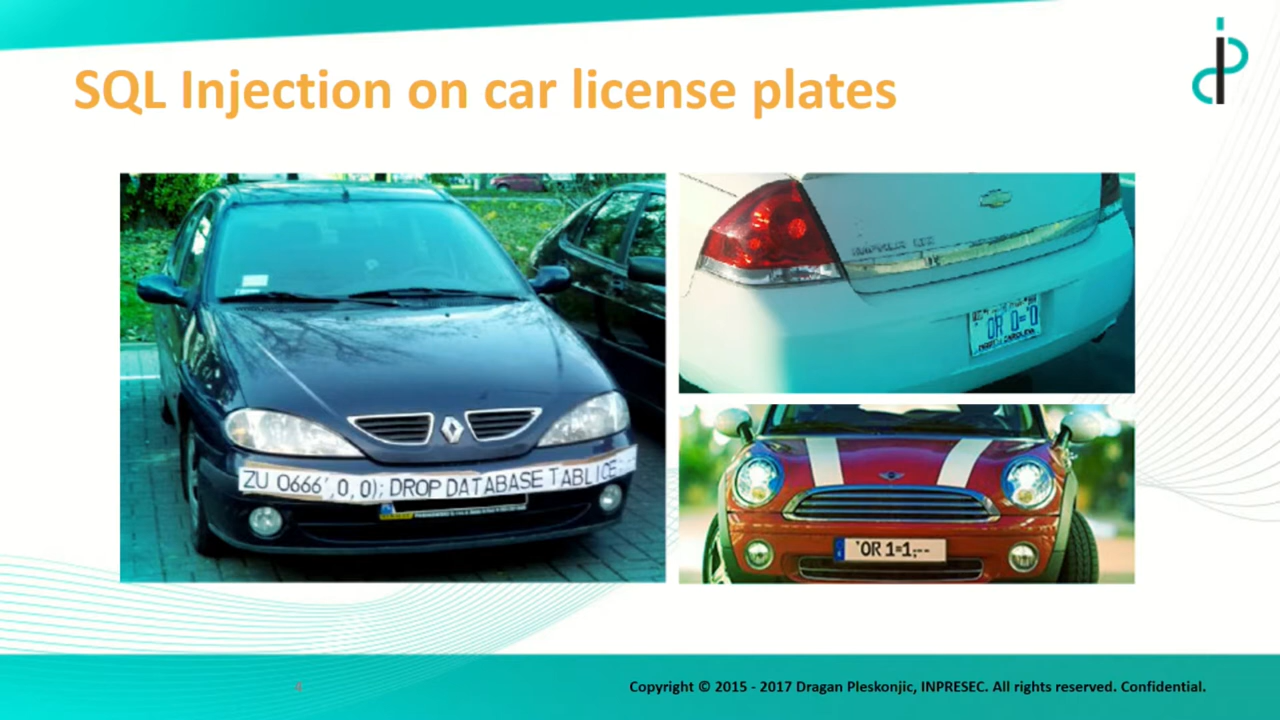 SQL Injection on car license plates
ZU 0666',0,0); DROP DATABASE TABLICE
OR 0=0
'OR 1=1;--
4
Copyright © 2015 - 2017 Dragan Pleskonjic, INPRESEC. All rights reserved. Confidential.